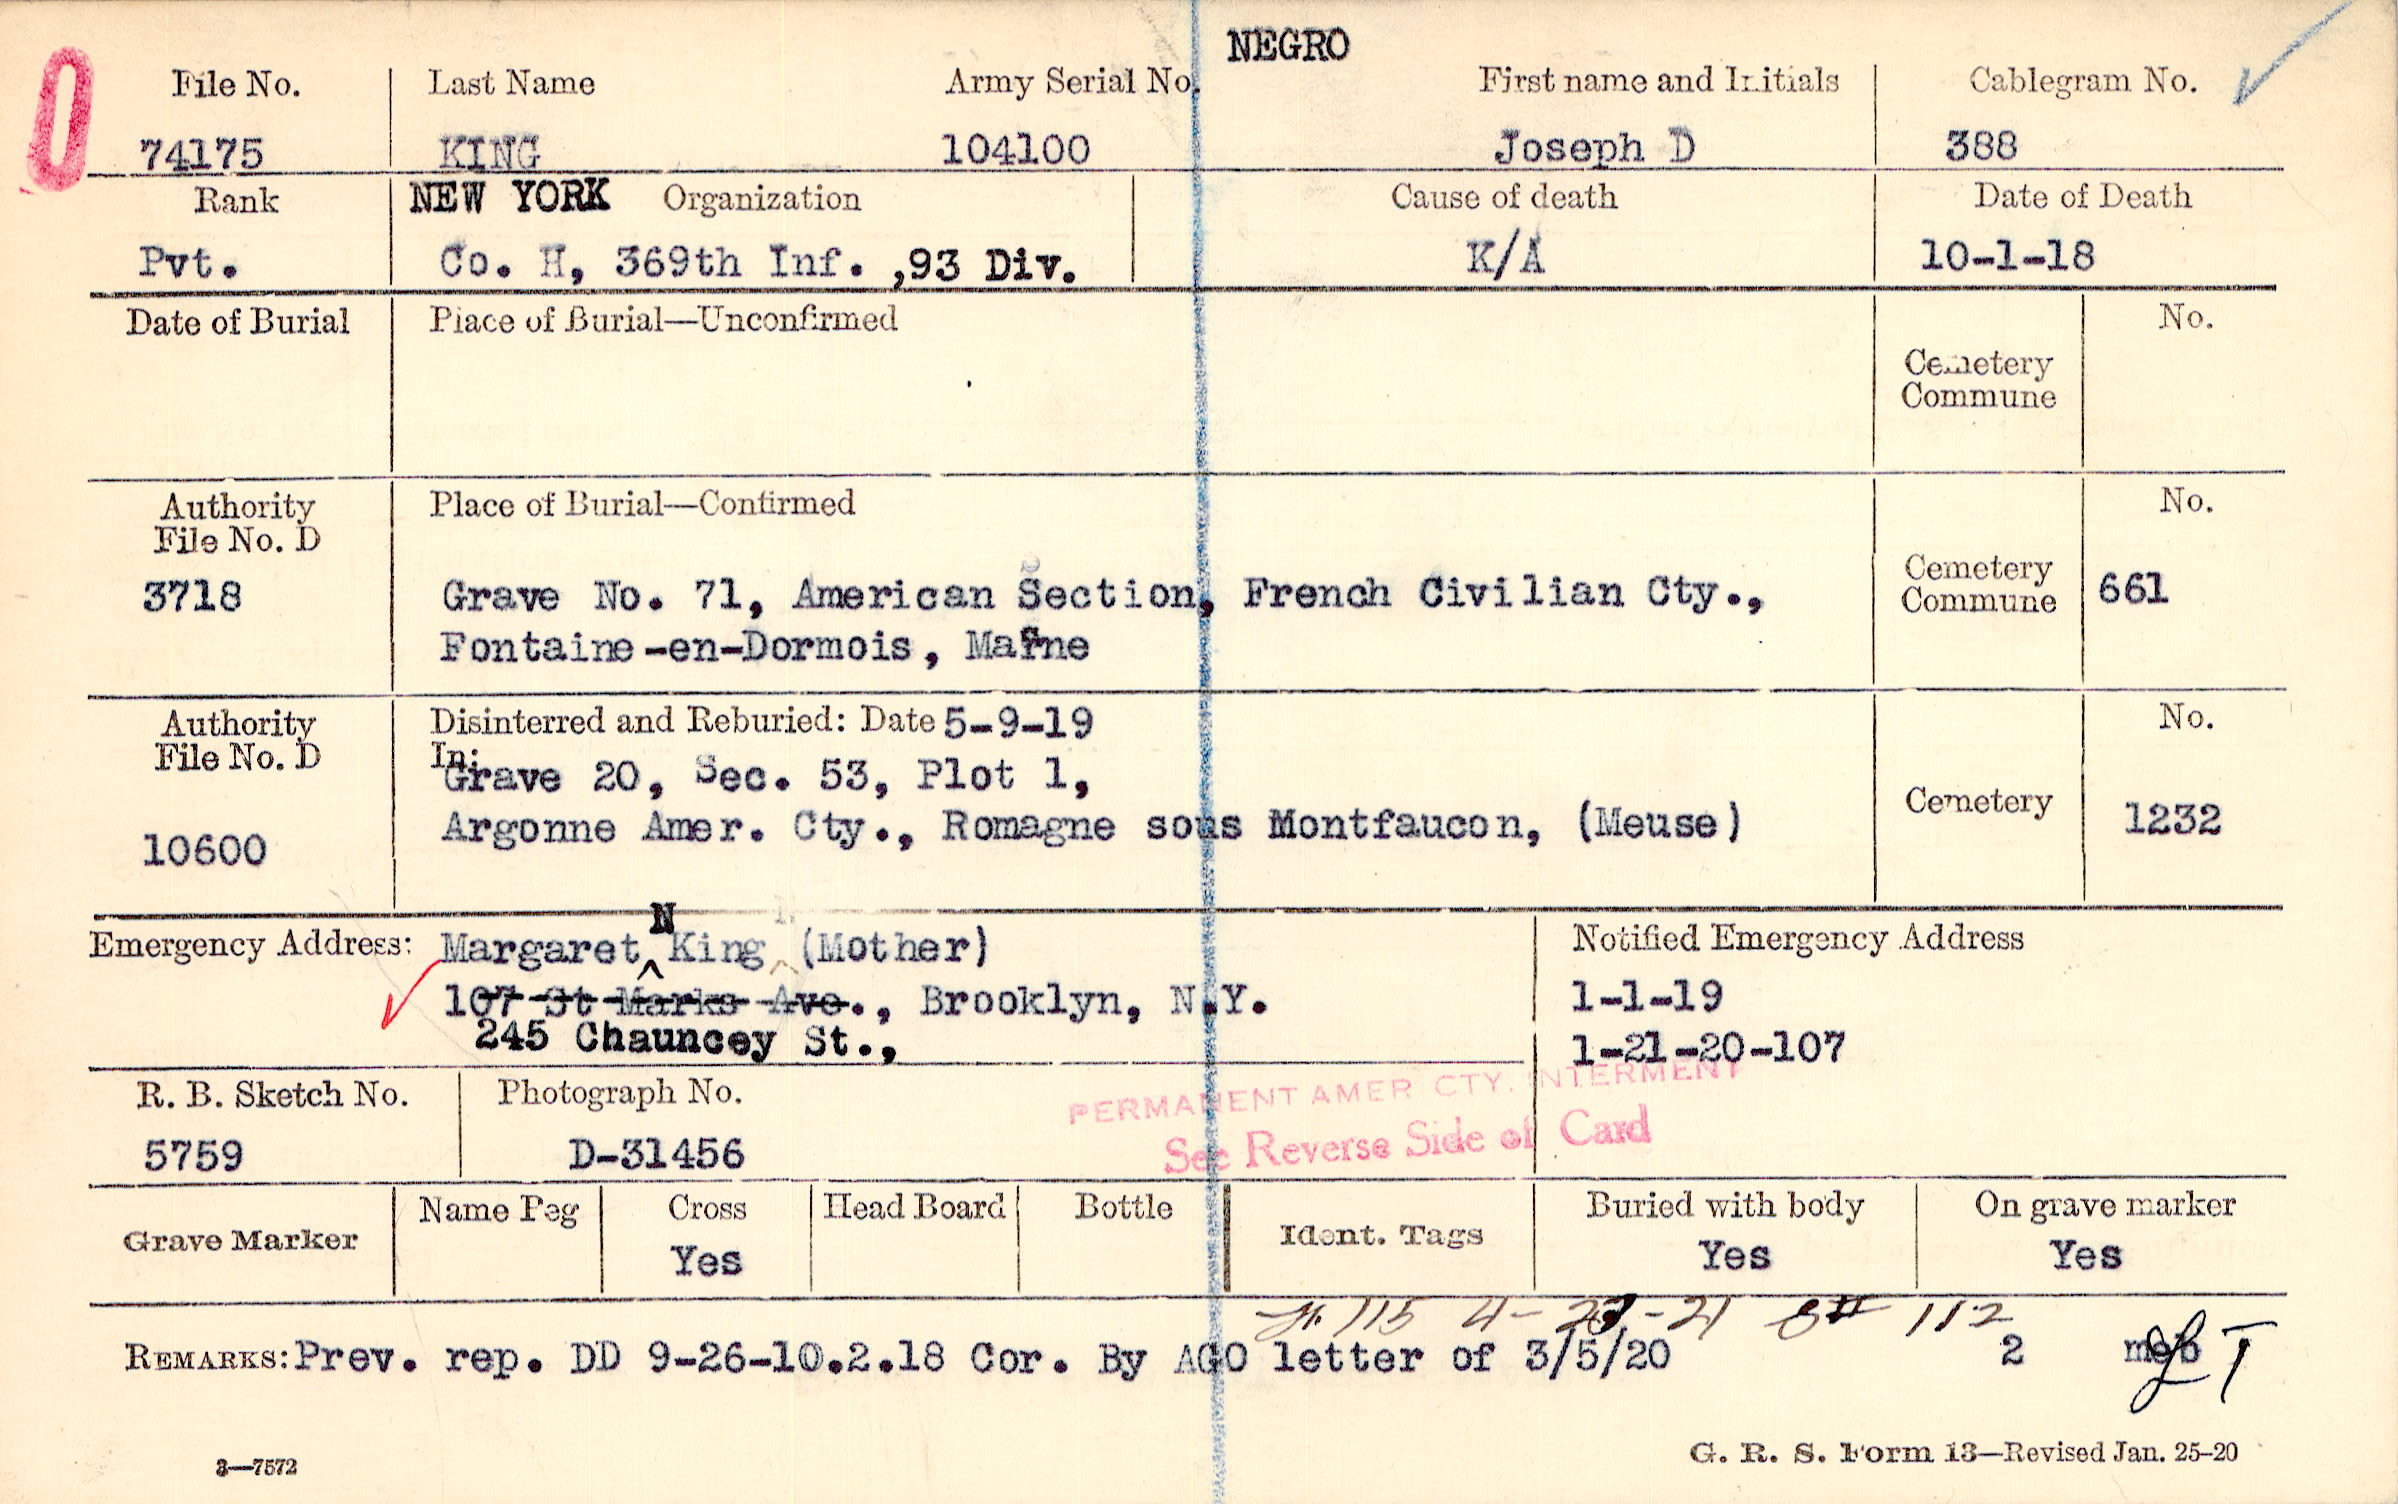 NEGRO
File No. Last Name Army Serial No. First name and Initials Cablegram No.
74175 KING 104100 Joseph D 388
Rank NEW YORK Organization Cause of death Date of Death
Pvt. Co. H, 369th Inf. ,93 Div. K/A 10-1-18
Date of Burial Place of Burial—Unconfirmed No.
Cemetery
Commune
Authority Place of Burial—Confirmed No.
File No. D
3718 Grave No. 71, American Section, French Civilian Cty., Cemetery
Commune 661
Fontaine-en-Dormois, Marne
Authority Disinterred and Reburied: Date 5-9-19 No.
File No. D In:
Grave 20, Sec. 53, Plot 1,
Cemetery
10600 Argonne Amer. Cty., Romagne sous Montfaucon, (Meuse) 1232
N
Emergency Address: Margaret ^ King (Mother) Notified Emergency Address
107 St Marks Ave., Brooklyn, N.Y. 1-1-19
245 Chauncey St., 1-21-20-107
R. B. Sketch No. Photograph No. PERMANENT AMER CTY. INTERMENT
5759 D-31456 See Reverse Side of Card
Name Peg Cross Head Board Bottle Buried with body On grave marker
Grave Marker Ident. Tags
Yes Yes Yes
115 4- -21 112
REMARKS: Prev. rep. DD 9-26-10.2.18 Cor. By AGO letter of 3/5/20 2
3—7572 G. R. S. Form 13—Revised Jan. 25-20